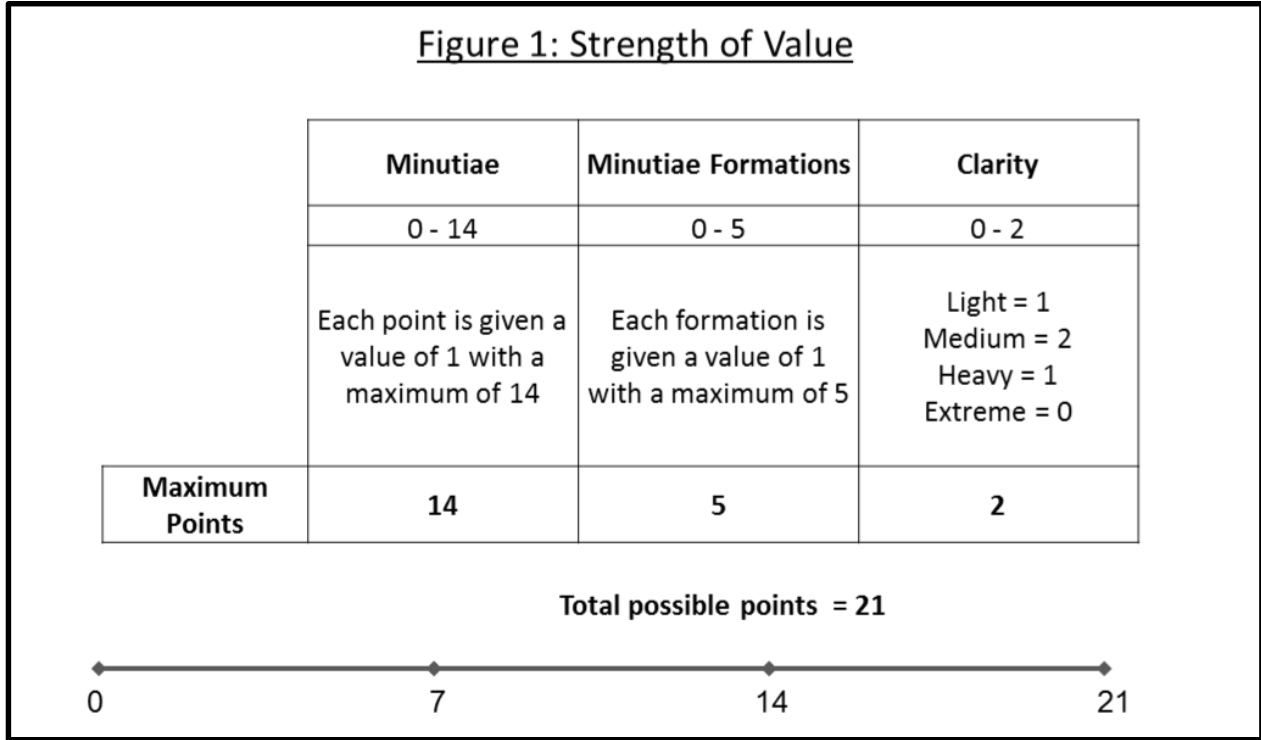 Figure 1: Strength of Value
Minutiae
Minutiae Formations
Clarity
0 - 14
0 - 5
0 - 2
Each point is given a
value of 1 with a
maximum of 14
Each formation is
given a value of 1
with a maximum of 5
Light = 1
Medium = 2
Heavy = 1
Extreme = 0
Maximum
Points
14
5
2
Total possible points = 21
0
7
14
21